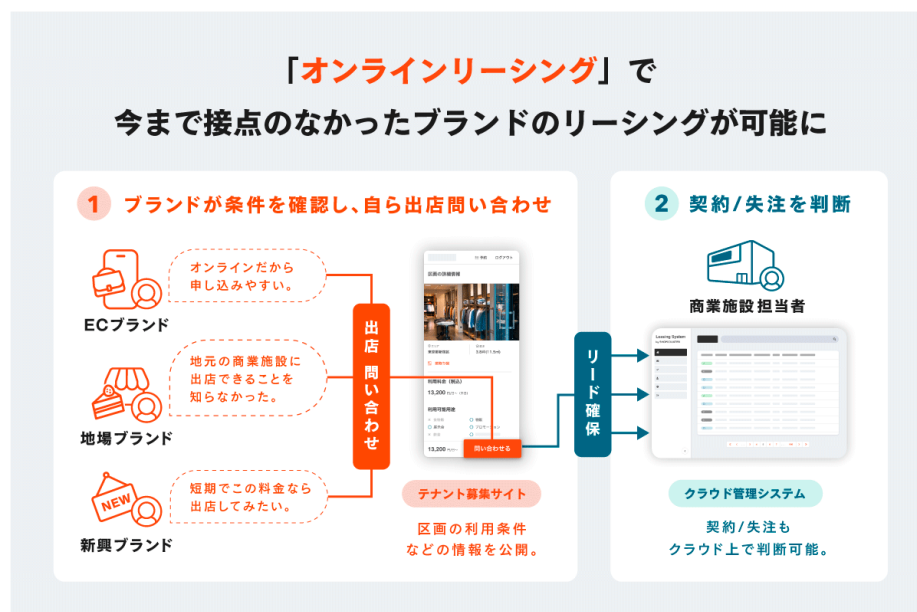 「オンラインリーシング」で
今まで接点のなかったブランドのリーシングが可能に
1 ブランドが条件を確認し、自ら出店問い合わせ
オンラインだから
申し込みやすい。
ECブランド
地元の商業施設に
出店できることを
知らなかった。
地場ブランド
NEW
短期でこの料金なら
出店してみたい。
新興ブランド
出店 問い合わせ
区画の詳細情報
利用料金（税込）
13,200
利用可能用途
13,200
問い合わせる
テナント募集サイト
区画の利用条件
などの情報を公開。
リード確保
2 契約/失注を判断
商業施設担当者
Leasing System
クラウド管理システム
契約/失注も
クラウド上で判断可能。